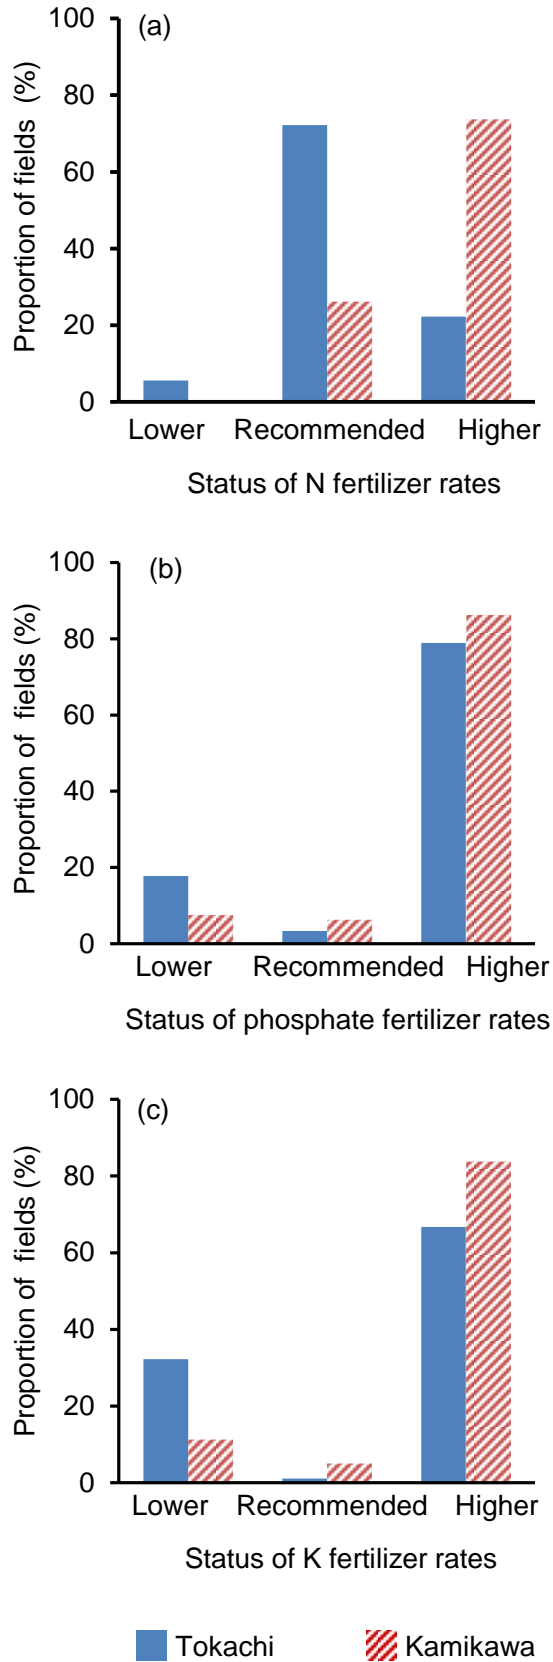 (a)
Proportion of fields (%)
100
80
60
40
20
0
Lower Recommended Higher
Status of N fertilizer rates
(b)
Proportion of fields (%)
100
80
60
40
20
0
Lower Recommended Higher
Status of phosphate fertilizer rates
(c)
Proportion of fields (%)
100
80
60
40
20
0
Lower Recommended Higher
Status of K fertilizer rates
Tokachi Kamikawa